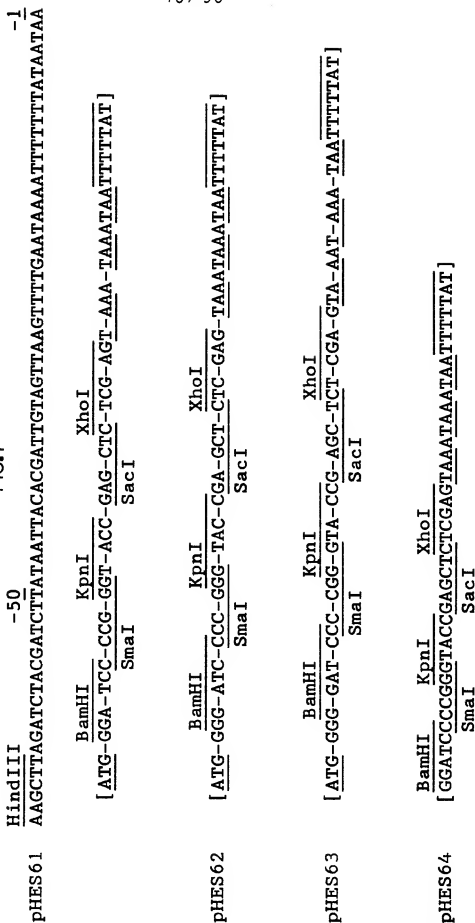 HindIII -50 -1
pHES61 AAGCTTAGATCTACGATCTTATAATTACACGATTGTAGTTAAGTTTTGAATAAAATTTTTTTATAATAA
BamHI KpnI XhoI
[ATG-GGA-TCC-CCG-GGT-ACC-GAG-CTC-TCG-AGT-AAA-TAAATAATTTTTAT]
SmaI SacI
BamHI KpnI XhoI
pHES62 [ATG-GGG-ATC-CCC-GGG-TAC-CGA-GCT-CTC-GAG-TAAATAAATAATTTTTAT]
SmaI SacI
BamHI KpnI XhoI
pHES63 [ATG-GGG-GAT-CCC-CGG-GTA-CCG-AGC-TCT-CGA-GTA-AAT-AAA-TAATTTTTAT]
SmaI SacI
BamHI KpnI XhoI
pHES64 [GGATCCCCGGGTACCGAGCTCTCGAGTAAATAAATAATTTTTAT]
SmaI SacI